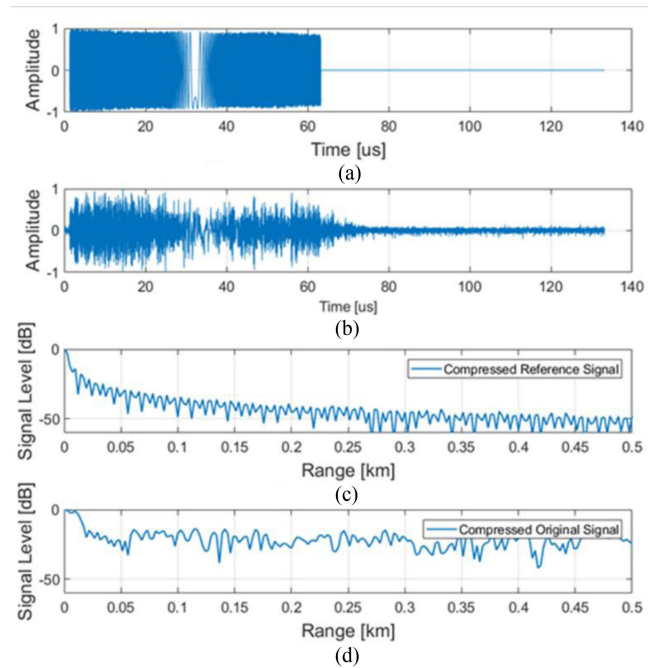 Amplitude
1
0
-1
0 20 40 60 80 100 120 140
Time [us]
(a)
Amplitude
1
0
-1
0 20 40 60 80 100 120 140
Time [us]
(b)
Signal Level [dB]
0
-50
Compressed Reference Signal
0 0.05 0.1 0.15 0.2 0.25 0.3 0.35 0.4 0.45 0.5
Range [km]
(c)
Signal Level [dB]
0
-50
Compressed Original Signal
0 0.05 0.1 0.15 0.2 0.25 0.3 0.35 0.4 0.45 0.5
Range [km]
(d)